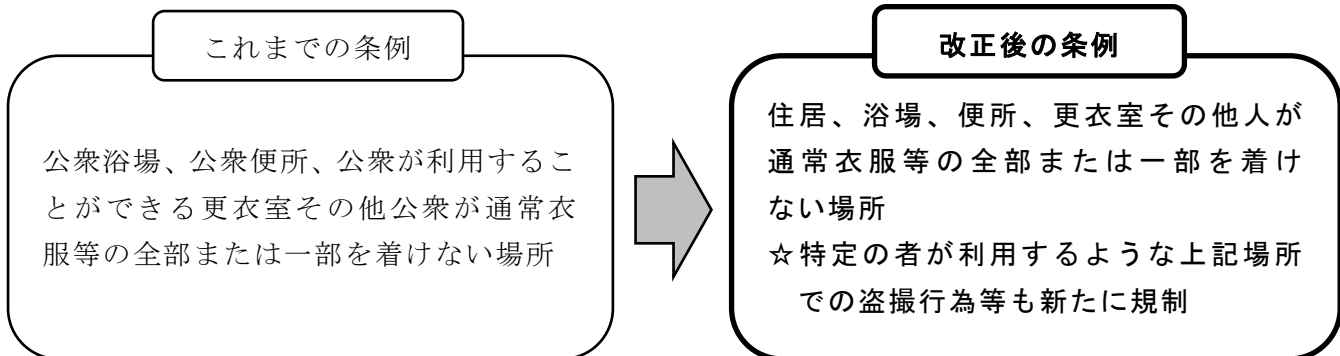 これまでの条例
公衆浴場、公衆便所、公衆が利用するこ
とができる更衣室その他公衆が通常衣
服等の全部または一部を着けない場所
改正後の条例
住居、浴場、便所、更衣室その他人が
通常衣服等の全部または一部を着け
ない場所
☆特定の者が利用するような上記場所
での盗撮行為等も新たに規制